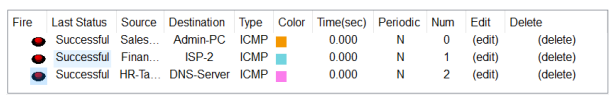 Fire Last Status Source Destination Type Color Time(sec) Periodic Num Edit Delete
Successful Sales... Admin-PC ICMP 0.000 N 0 (edit) (delete)
Successful Finan... ISP-2 ICMP 0.000 N 1 (edit) (delete)
Successful HR-Ta... DNS-Server ICMP 0.000 N 2 (edit) (delete)